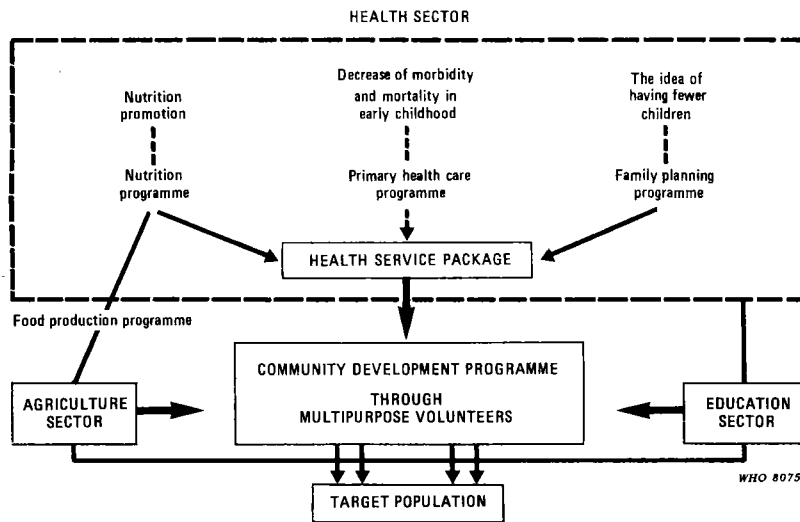 HEALTH SECTOR
Nutrition
promotion
Decrease of morbidity
and mortality in
early childhood
The idea of
having fewer
children
Nutrition
programme
Primary health care
programme
Family planning
programme
HEALTH SERVICE PACKAGE
Food production programme
COMMUNITY DEVELOPMENT PROGRAMME
THROUGH
MULTIPURPOSE VOLUNTEERS
AGRICULTURE
SECTOR
EDUCATION
SECTOR
WHO 8075
TARGET POPULATION